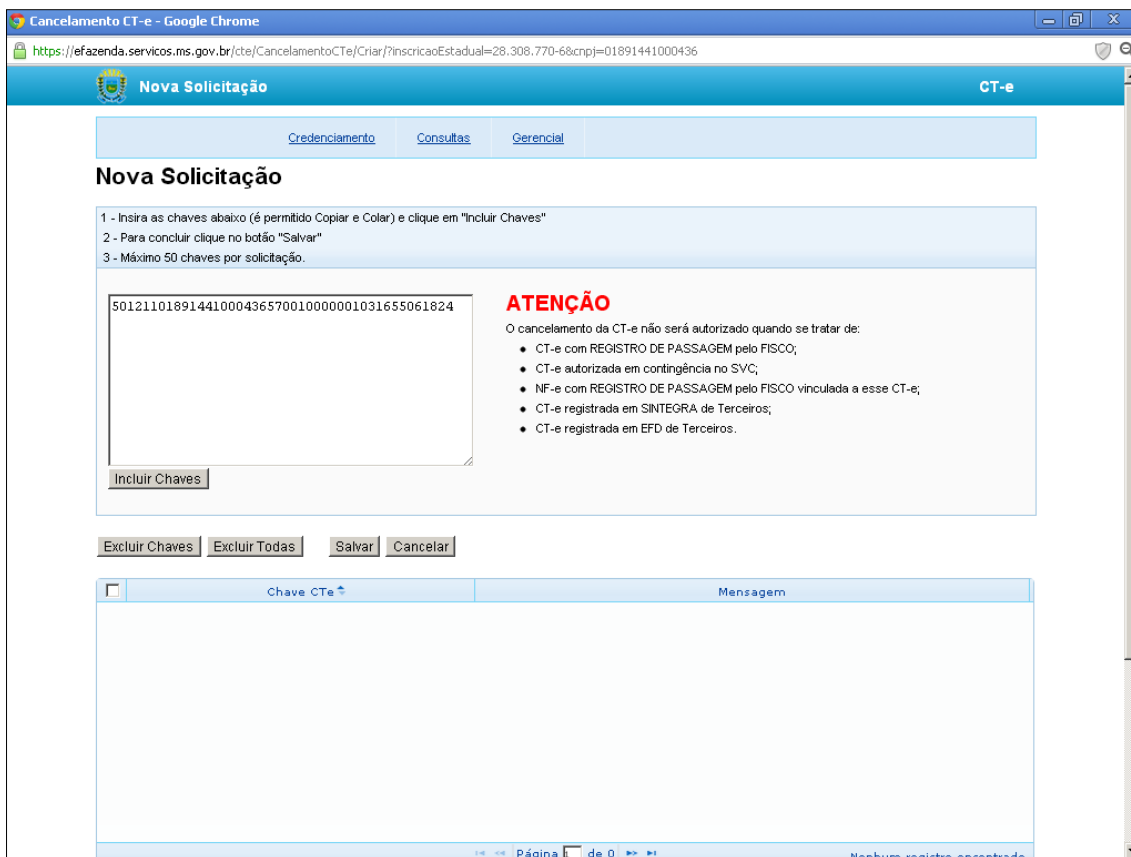 Cancelamento CT-e - Google Chrome
https://efazenda.servicos.ms.gov.br/cte/CancelamentoCTe/Criar/?inscricaoEstadual=28.308.770-6&cnpj=01891441000436
Nova Solicitação CT-e
Credenciamento Consultas Gerencial
Nova Solicitação
1 - Insira as chaves abaixo (é permitido Copiar e Colar) e clique em "Incluir Chaves"
2 - Para concluir clique no botão "Salvar"
3 - Máximo 50 chaves por solicitação.
50121101891441000436570010000001031655061824
ATENÇÃO
O cancelamento da CT-e não será autorizado quando se tratar de:
• CT-e com REGISTRO DE PASSAGEM pelo FISCO;
• CT-e autorizada em contingência no SVC;
• NF-e com REGISTRO DE PASSAGEM pelo FISCO vinculada a esse CT-e;
• CT-e registrada em SINTEGRA de Terceiros;
• CT-e registrada em EFD de Terceiros.
Incluir Chaves
Excluir Chaves Excluir Todas Salvar Cancelar
Chave CTe Mensagem
Página de 0 Nenhum registro encontrado